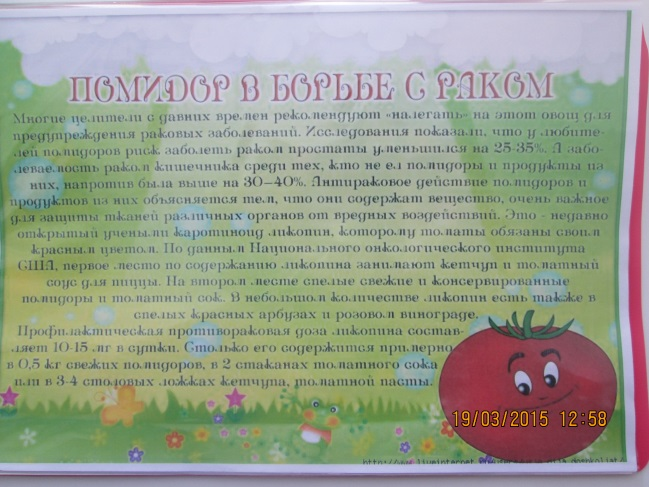 ПОМИДОР В БОРЬБЕ С РАКОМ
Многие целители с давних времен рекомендуют «налегать» на этот овощ для
предупреждения раковых заболеваний. Исследования показали, что у любите-
лей помидоров риск заболеть раком простаты уменьшился на 25-35%. А забо-
леваемость раком кишечника среди тех, кто не ел помидоры и продукты из
них, напротив была выше на 30–40%. Антираковое действие помидоров и
продуктов из них объясняется тем, что они содержат вещество, очень важное
для защиты тканей различных органов от вредных воздействий. Это - недавно
открытый учеными каротиноид ликопин, которому томаты обязаны своим
красным цветом. По данным Национального онкологического института
США, первое место по содержанию ликопина занимают кетчуп и томатный
соус для пиццы. На втором месте спелые свежие и консервированные
помидоры и томатный сок. В небольшом количестве ликопин есть также в
спелых красных арбузах и розовом винограде.
Профилактическая противораковая доза ликопина состав-
ляет 10-15 мг в сутки. Столько его содержится примерно
в 0,5 кг свежих помидоров, в 2 стаканах томатного сока
или в 3-4 столовых ложках кетчупа, томатной пасты.
19/03/2015 12:58